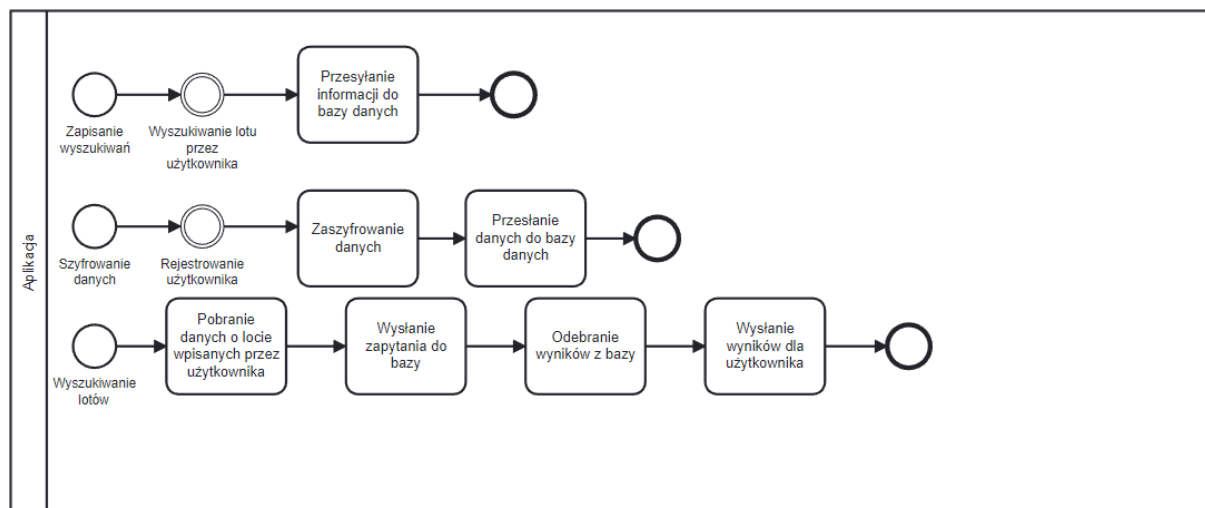 Aplikacja
Przesyłanie
informacji do
bazy danych
Zapisanie
wyszukiwań
Wyszukiwanie lotu
przez
użytkownika
Zaszyfrowanie
danych
Przesłanie
danych do bazy
danych
Szyfrowanie
danych
Rejestrowanie
użytkownika
Pobranie
danych o locie
wpisanych przez
użytkownika
Wysłanie
zapytania do
bazy
Odebranie
wyników z bazy
Wysłanie
wyników dla
użytkownika
Wyszukiwanie
lotów